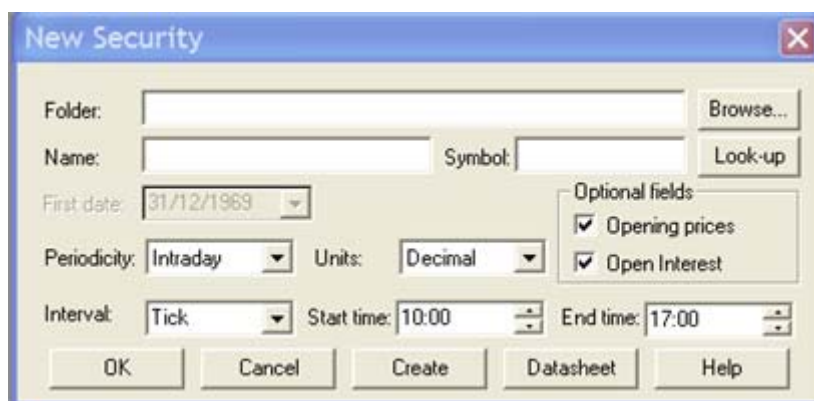 New Security
Folder: Browse...
Name: Symbol: Look-up
First date: 31/12/1969 Optional fields
Opening prices
Periodicity: Intraday Units: Decimal Open Interest
Interval: Tick Start time: 10:00 End time: 17:00
OK Cancel Create Datasheet Help